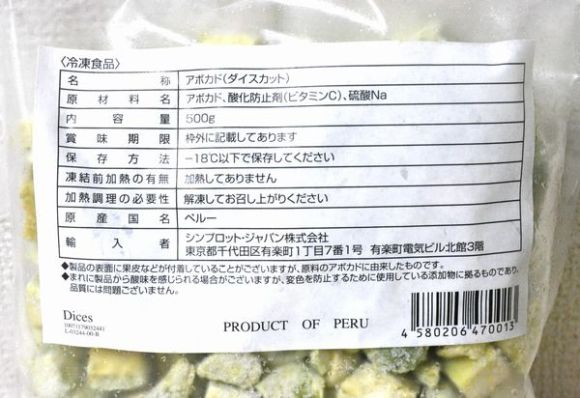 〈冷凍食品〉
名称 アボカド(ダイスカット)
原材料名 アボカド、酸化防止剤(ビタミンC)、硫酸Na
内容量 500g
賞味期限 枠外に記載してあります
保存方法 −18℃以下で保存してください
凍結前加熱の有無 加熱してありません
加熱調理の必要性 解凍してお召し上がりください
原産国名 ペルー
輸入者 シンプロット・ジャパン株式会社
東京都千代田区有楽町1丁目7番1号 有楽町電気ビル北館3階
◆製品の表面に果皮などが付着していることがございますが、原料のアボカドに由来したものです。
◆まれに製品から酸味を感じられる場合がございますが、変色を防止するために使用している添加物に拠るものであり、
品質には問題ございません。
Dices
10071179032441
L-03244-00-B
PRODUCT OF PERU
4580206470013